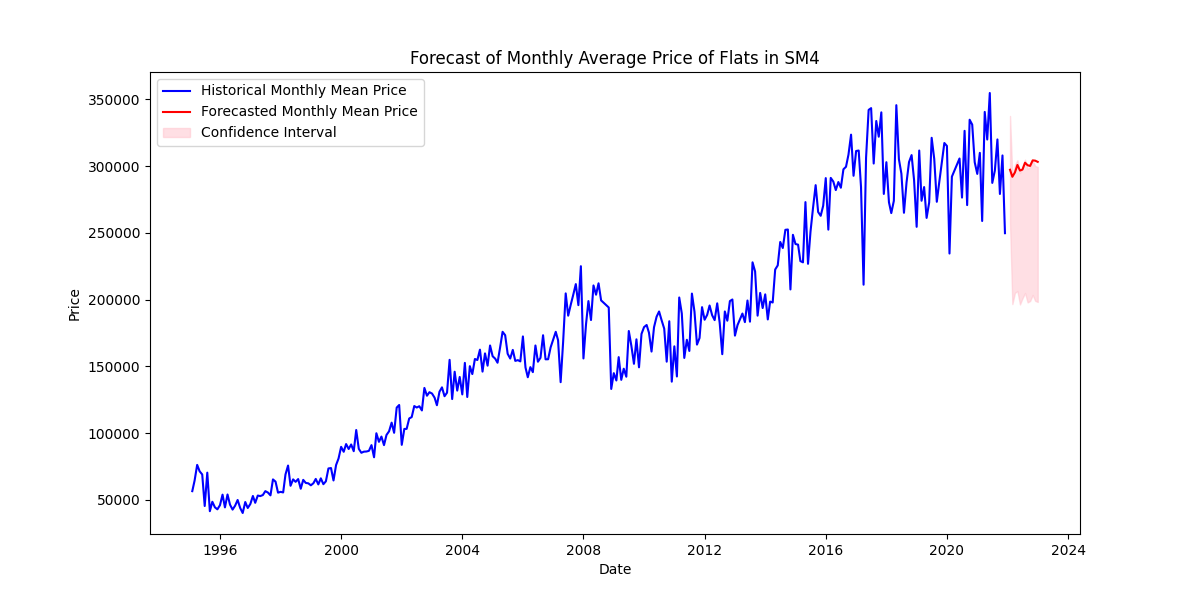 Forecast of Monthly Average Price of Flats in SM4
Historical Monthly Mean Price
Forecasted Monthly Mean Price
Confidence Interval
350000
300000
250000
200000
150000
100000
50000
Price
1996
2000
2004
2008
2012
2016
2020
2024
Date